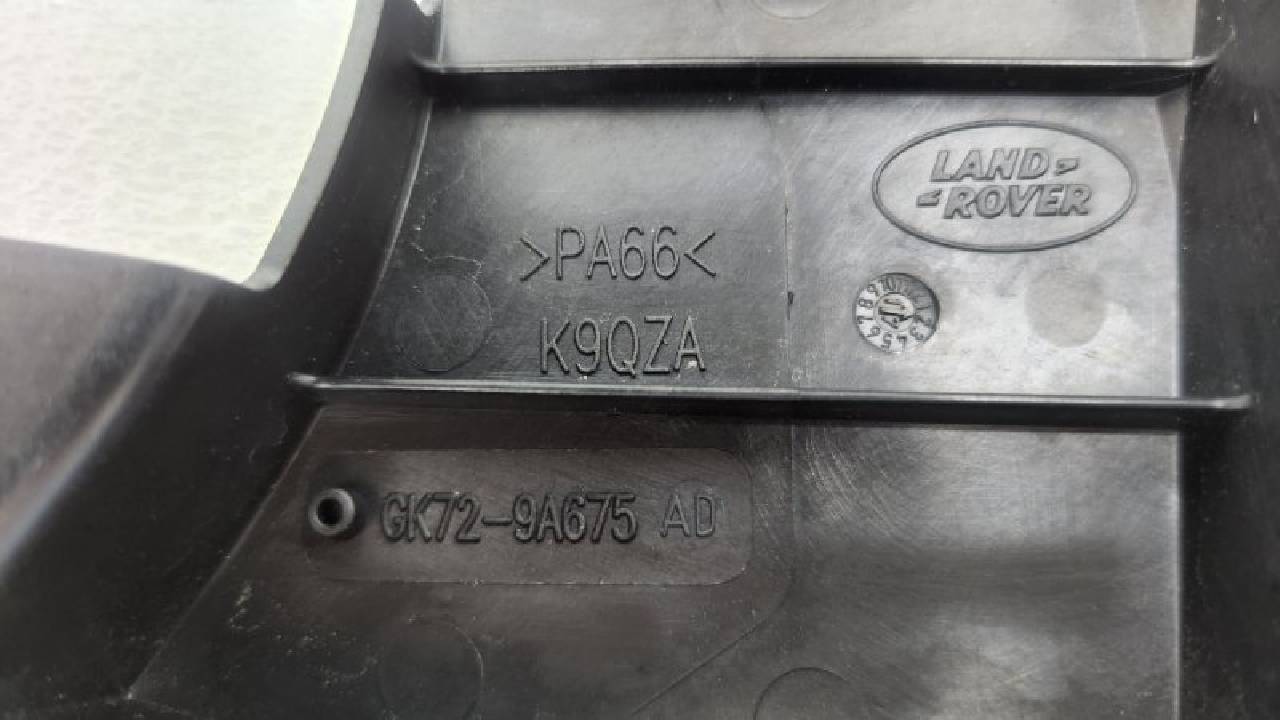 LAND
ROVER
>PA66<
K9QZA
GK72-9A675 AD